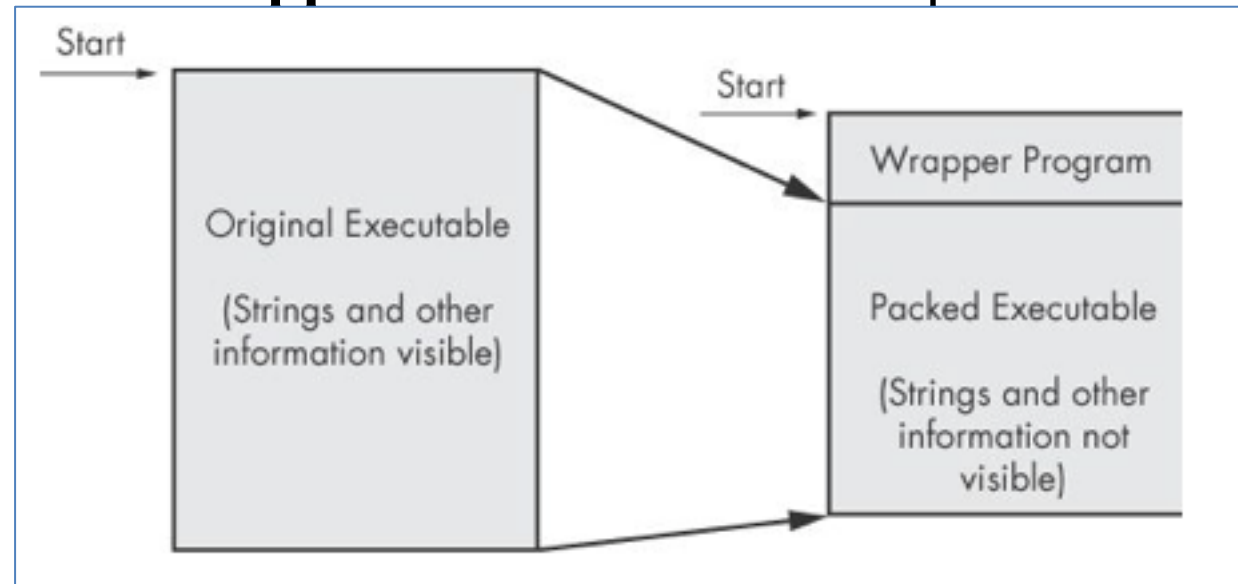 Start
Original Executable
(Strings and other
information visible)
Start
Wrapper Program
Packed Executable
(Strings and other
information not
visible)